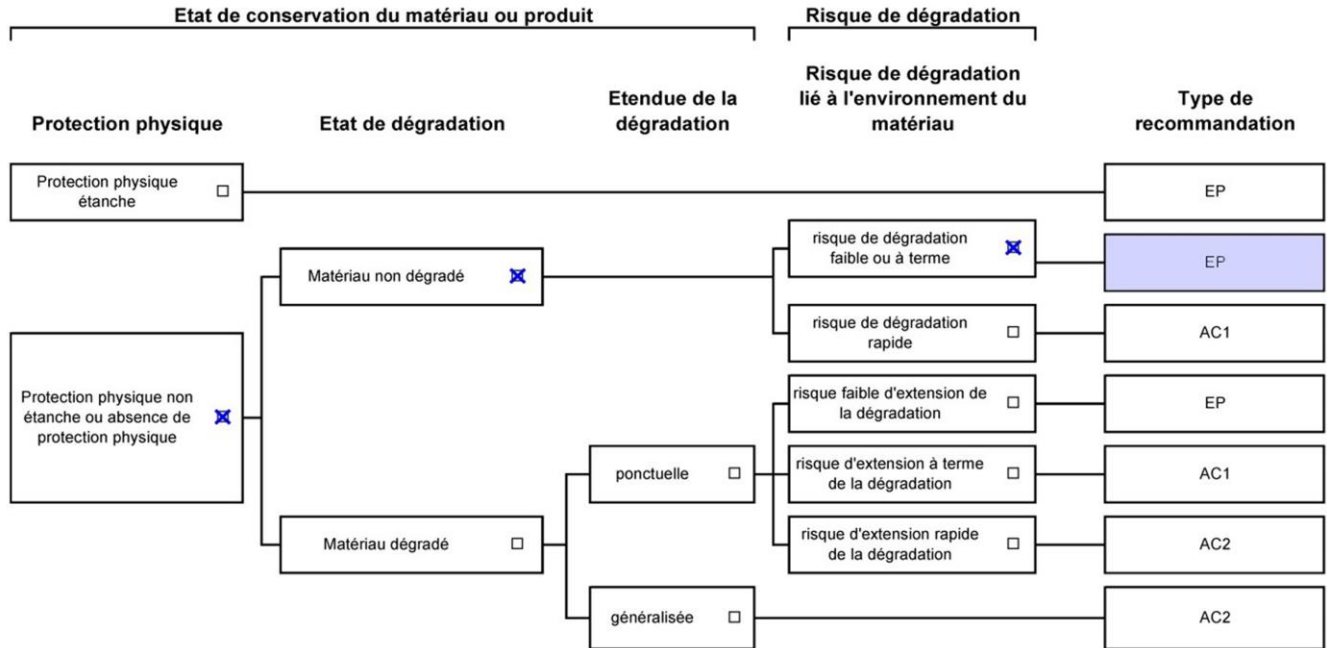 Etat de conservation du matériau ou produit
Risque de dégradation
Protection physique
Etat de dégradation
Etendue de la
dégradation
Risque de dégradation
lié à l'environnement du
matériau
Type de
recommandation
Protection physique
étanche
EP
Protection physique non
étanche ou absence de
protection physique
Matériau non dégradé
risque de dégradation
faible ou à terme
EP
risque de dégradation
rapide
AC1
Matériau dégradé
ponctuelle
risque faible d'extension de
la dégradation
EP
risque d'extension à terme
de la dégradation
AC1
risque d'extension rapide
de la dégradation
AC2
généralisée
AC2